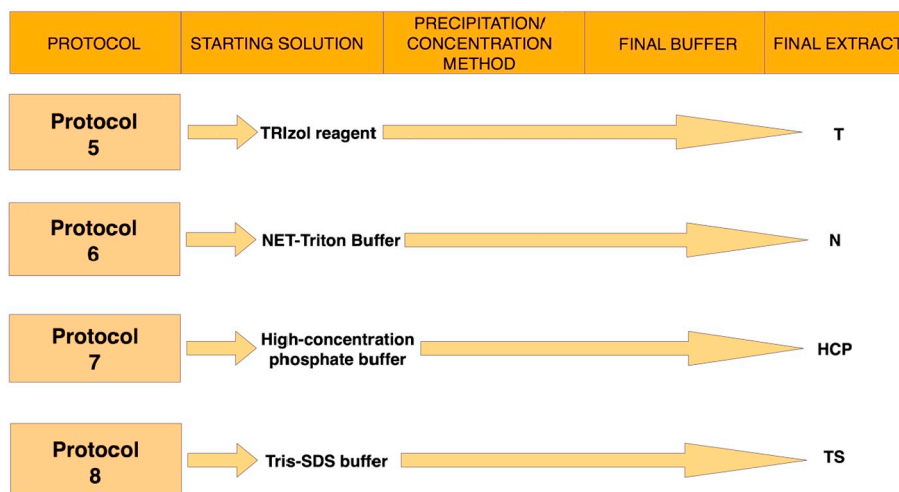 PROTOCOL
STARTING SOLUTION
PRECIPITATION/
CONCENTRATION
METHOD
FINAL BUFFER
FINAL EXTRACT
Protocol
5
TRIzol reagent
T
Protocol
6
NET-Triton Buffer
N
Protocol
7
High-concentration
phosphate buffer
HCP
Protocol
8
Tris-SDS buffer
TS